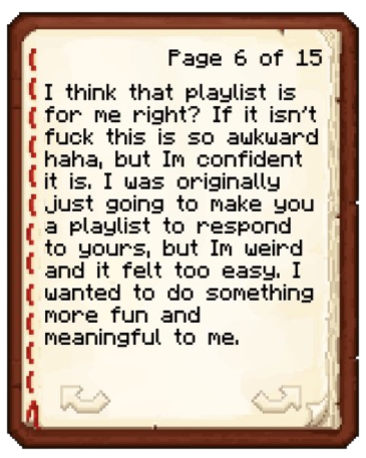 Page 6 of 15
I think that playlist is
for me right? If it isn't
fuck this is so awkward
haha, but Im confident
it is. I was originally
just going to make you
a playlist to respond
to yours, but Im weird
and it felt too easy. I
wanted to do something
more fun and
meaningful to me.